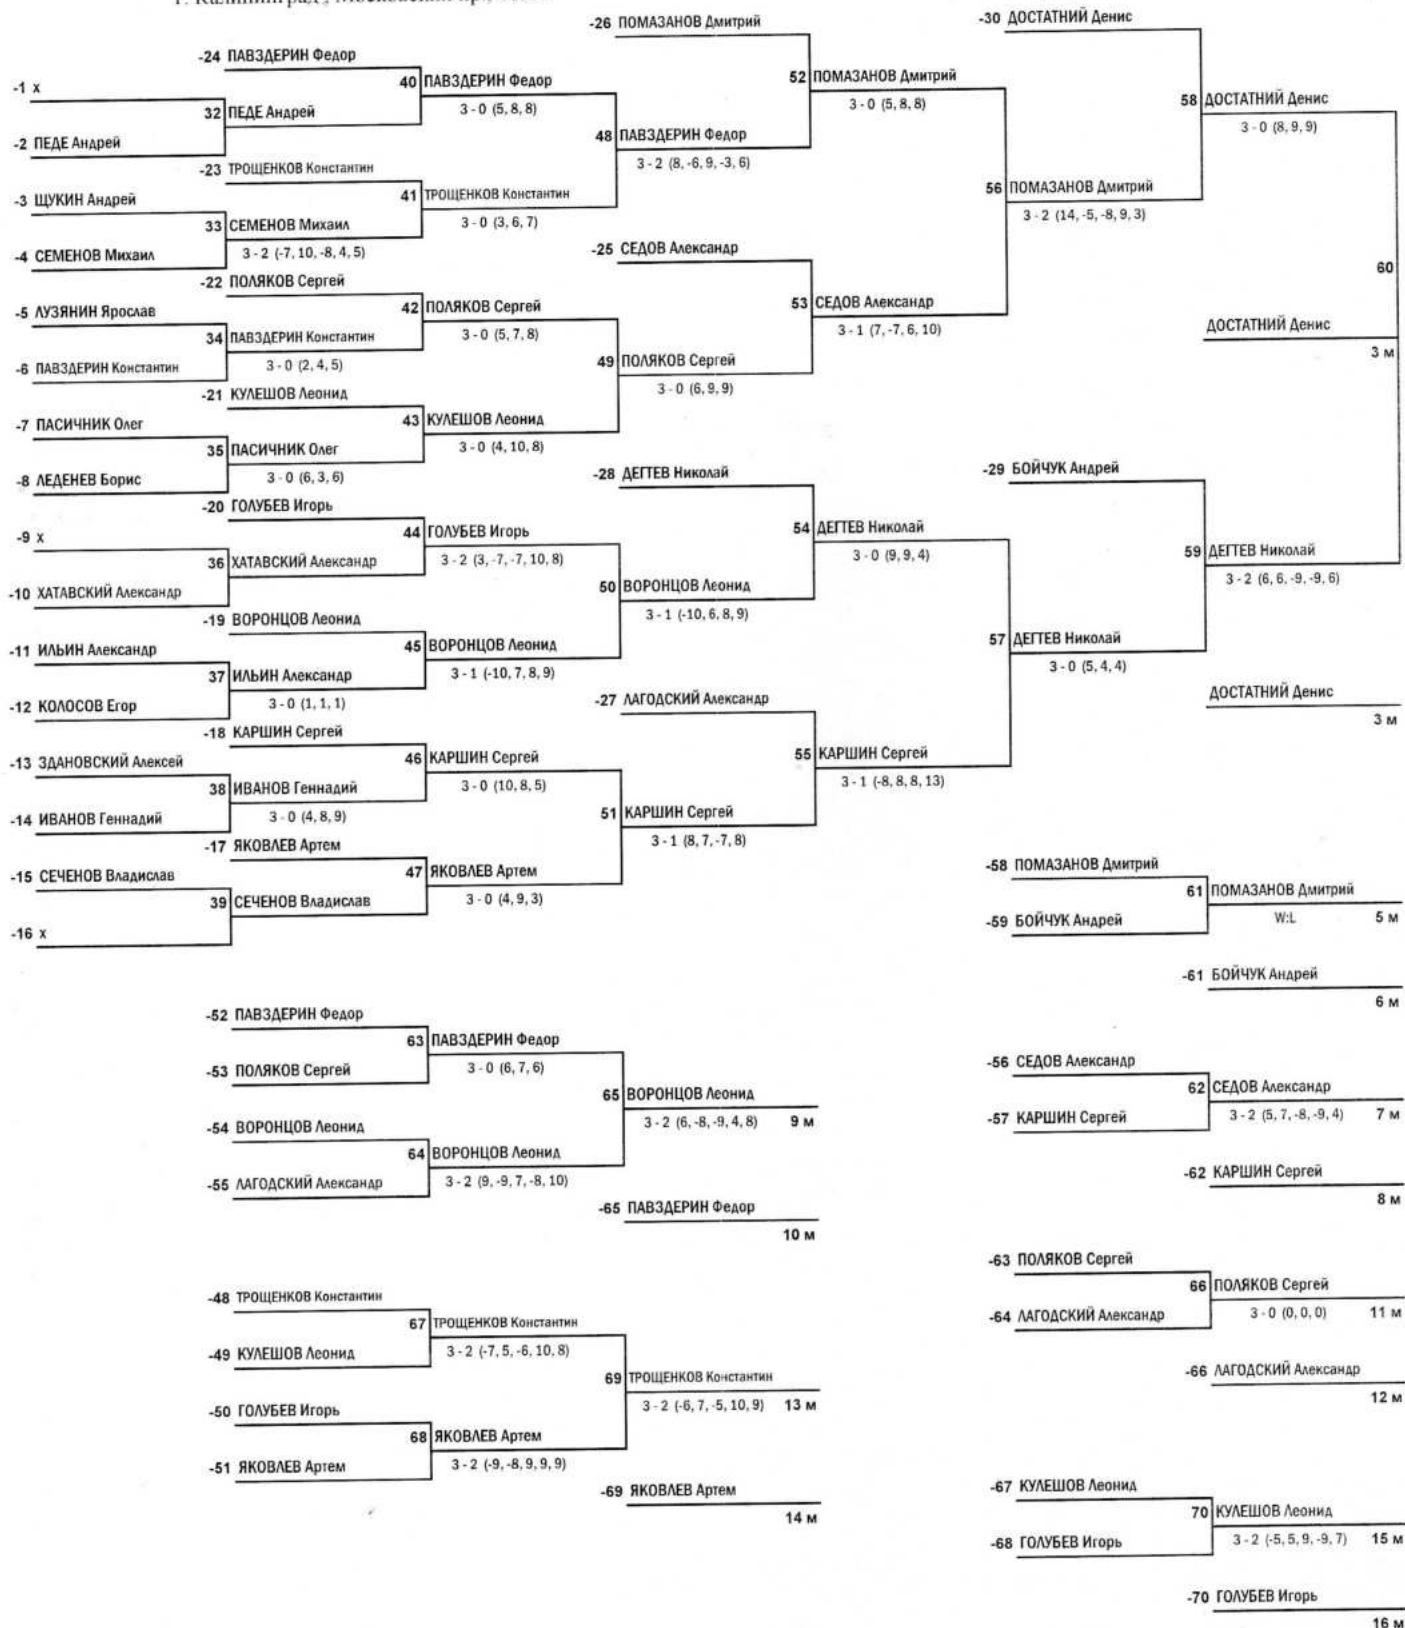 г. Калининград, Московский пр.,
-26 ПОМАЗАНОВ Дмитрий
-30 ДОСТАТНИЙ Денис
-24 ПАВЗДЕРИН Федор
-1 х
40 ПАВЗДЕРИН Федор
3 - 0 (5, 8, 8)
52 ПОМАЗАНОВ Дмитрий
3 - 0 (5, 8, 8)
58 ДОСТАТНИЙ Денис
3 - 0 (8, 9, 9)
32 ПЕДЕ Андрей
-2 ПЕДЕ Андрей
48 ПАВЗДЕРИН Федор
3 - 2 (8, -6, 9, -3, 6)
-23 ТРОЩЕНКОВ Константин
-3 ЩУКИН Андрей
41 ТРОЩЕНКОВ Константин
3 - 0 (3, 6, 7)
56 ПОМАЗАНОВ Дмитрий
3 - 2 (14, -5, -8, 9, 3)
33 СЕМЕНОВ Михаил
3 - 2 (-7, 10, -8, 4, 5)
-4 СЕМЕНОВ Михаил
-25 СЕДОВ Александр
60
-22 ПОЛЯКОВ Сергей
-5 ЛУЗЯНИН Ярослав
42 ПОЛЯКОВ Сергей
3 - 0 (5, 7, 8)
53 СЕДОВ Александр
3 - 1 (7, -7, 6, 10)
ДОСТАТНИЙ Денис
3 м
34 ПАВЗДЕРИН Константин
3 - 0 (2, 4, 5)
-6 ПАВЗДЕРИН Константин
49 ПОЛЯКОВ Сергей
3 - 0 (6, 9, 9)
-21 КУЛЕШОВ Леонид
-7 ПАСИЧНИК Олег
43 КУЛЕШОВ Леонид
3 - 0 (4, 10, 8)
35 ПАСИЧНИК Олег
3 - 0 (6, 3, 6)
-8 ЛЕДЕНЕВ Борис
-28 ДЕГТЕВ Николай
-29 БОЙЧУК Андрей
-20 ГОЛУБЕВ Игорь
-9 х
44 ГОЛУБЕВ Игорь
3 - 2 (3, -7, -7, 10, 8)
54 ДЕГТЕВ Николай
3 - 0 (9, 9, 4)
59 ДЕГТЕВ Николай
3 - 2 (6, 6, -9, -9, 6)
36 ХАТАВСКИЙ Александр
-10 ХАТАВСКИЙ Александр
50 ВОРОНЦОВ Леонид
3 - 1 (-10, 6, 8, 9)
-19 ВОРОНЦОВ Леонид
-11 ИЛЬИН Александр
45 ВОРОНЦОВ Леонид
3 - 1 (-10, 7, 8, 9)
57 ДЕГТЕВ Николай
3 - 0 (5, 4, 4)
37 ИЛЬИН Александр
3 - 0 (1, 1, 1)
-12 КОЛОСОВ Егор
-27 ЛАГОДСКИЙ Александр
ДОСТАТНИЙ Денис
3 м
-18 КАРШИН Сергей
-13 ЗДАНОВСКИЙ Алексей
46 КАРШИН Сергей
3 - 0 (10, 8, 5)
55 КАРШИН Сергей
3 - 1 (-8, 8, 8, 13)
38 ИВАНОВ Геннадий
3 - 0 (4, 8, 9)
-14 ИВАНОВ Геннадий
51 КАРШИН Сергей
3 - 1 (8, 7, -7, 8)
-17 ЯКОВЛЕВ Артем
-15 СЕЧЕНОВ Владислав
47 ЯКОВЛЕВ Артем
3 - 0 (4, 9, 3)
39 СЕЧЕНОВ Владислав
-16 х
-58 ПОМАЗАНОВ Дмитрий
61 ПОМАЗАНОВ Дмитрий
W:L 5 м
-59 БОЙЧУК Андрей
-61 БОЙЧУК Андрей
6 м
-52 ПАВЗДЕРИН Федор
63 ПАВЗДЕРИН Федор
3 - 0 (6, 7, 6)
-53 ПОЛЯКОВ Сергей
65 ВОРОНЦОВ Леонид
3 - 2 (6, -8, -9, 4, 8) 9 м
-54 ВОРОНЦОВ Леонид
64 ВОРОНЦОВ Леонид
3 - 2 (9, -9, 7, -8, 10)
-55 ЛАГОДСКИЙ Александр
-65 ПАВЗДЕРИН Федор
10 м
-56 СЕДОВ Александр
62 СЕДОВ Александр
3 - 2 (5, 7, -8, -9, 4) 7 м
-57 КАРШИН Сергей
-62 КАРШИН Сергей
8 м
-63 ПОЛЯКОВ Сергей
66 ПОЛЯКОВ Сергей
3 - 0 (0, 0, 0) 11 м
-64 ЛАГОДСКИЙ Александр
-66 ЛАГОДСКИЙ Александр
12 м
-48 ТРОЩЕНКОВ Константин
67 ТРОЩЕНКОВ Константин
3 - 2 (-7, 5, -6, 10, 8)
-49 КУЛЕШОВ Леонид
69 ТРОЩЕНКОВ Константин
3 - 2 (-6, 7, -5, 10, 9) 13 м
-50 ГОЛУБЕВ Игорь
68 ЯКОВЛЕВ Артем
3 - 2 (-9, -8, 9, 9, 9)
-51 ЯКОВЛЕВ Артем
-69 ЯКОВЛЕВ Артем
14 м
-67 КУЛЕШОВ Леонид
70 КУЛЕШОВ Леонид
3 - 2 (-5, 5, 9, -9, 7) 15 м
-68 ГОЛУБЕВ Игорь
-70 ГОЛУБЕВ Игорь
16 м